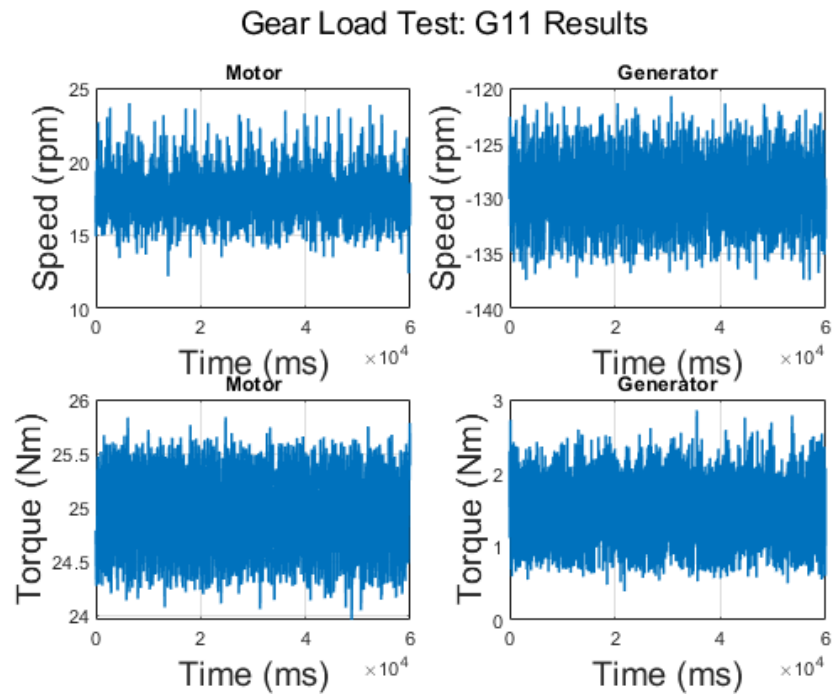 Gear Load Test: G11 Results
Motor
Speed (rpm)
25
20
15
10
0 2 4 6
Time (ms)
×10^4
Generator
Speed (rpm)
-120
-125
-130
-135
-140
0 2 4 6
Time (ms)
×10^4
Motor
Torque (Nm)
26
25.5
25
24.5
24
0 2 4 6
Time (ms)
×10^4
Generator
Torque (Nm)
3
2
1
0
0 2 4 6
Time (ms)
×10^4